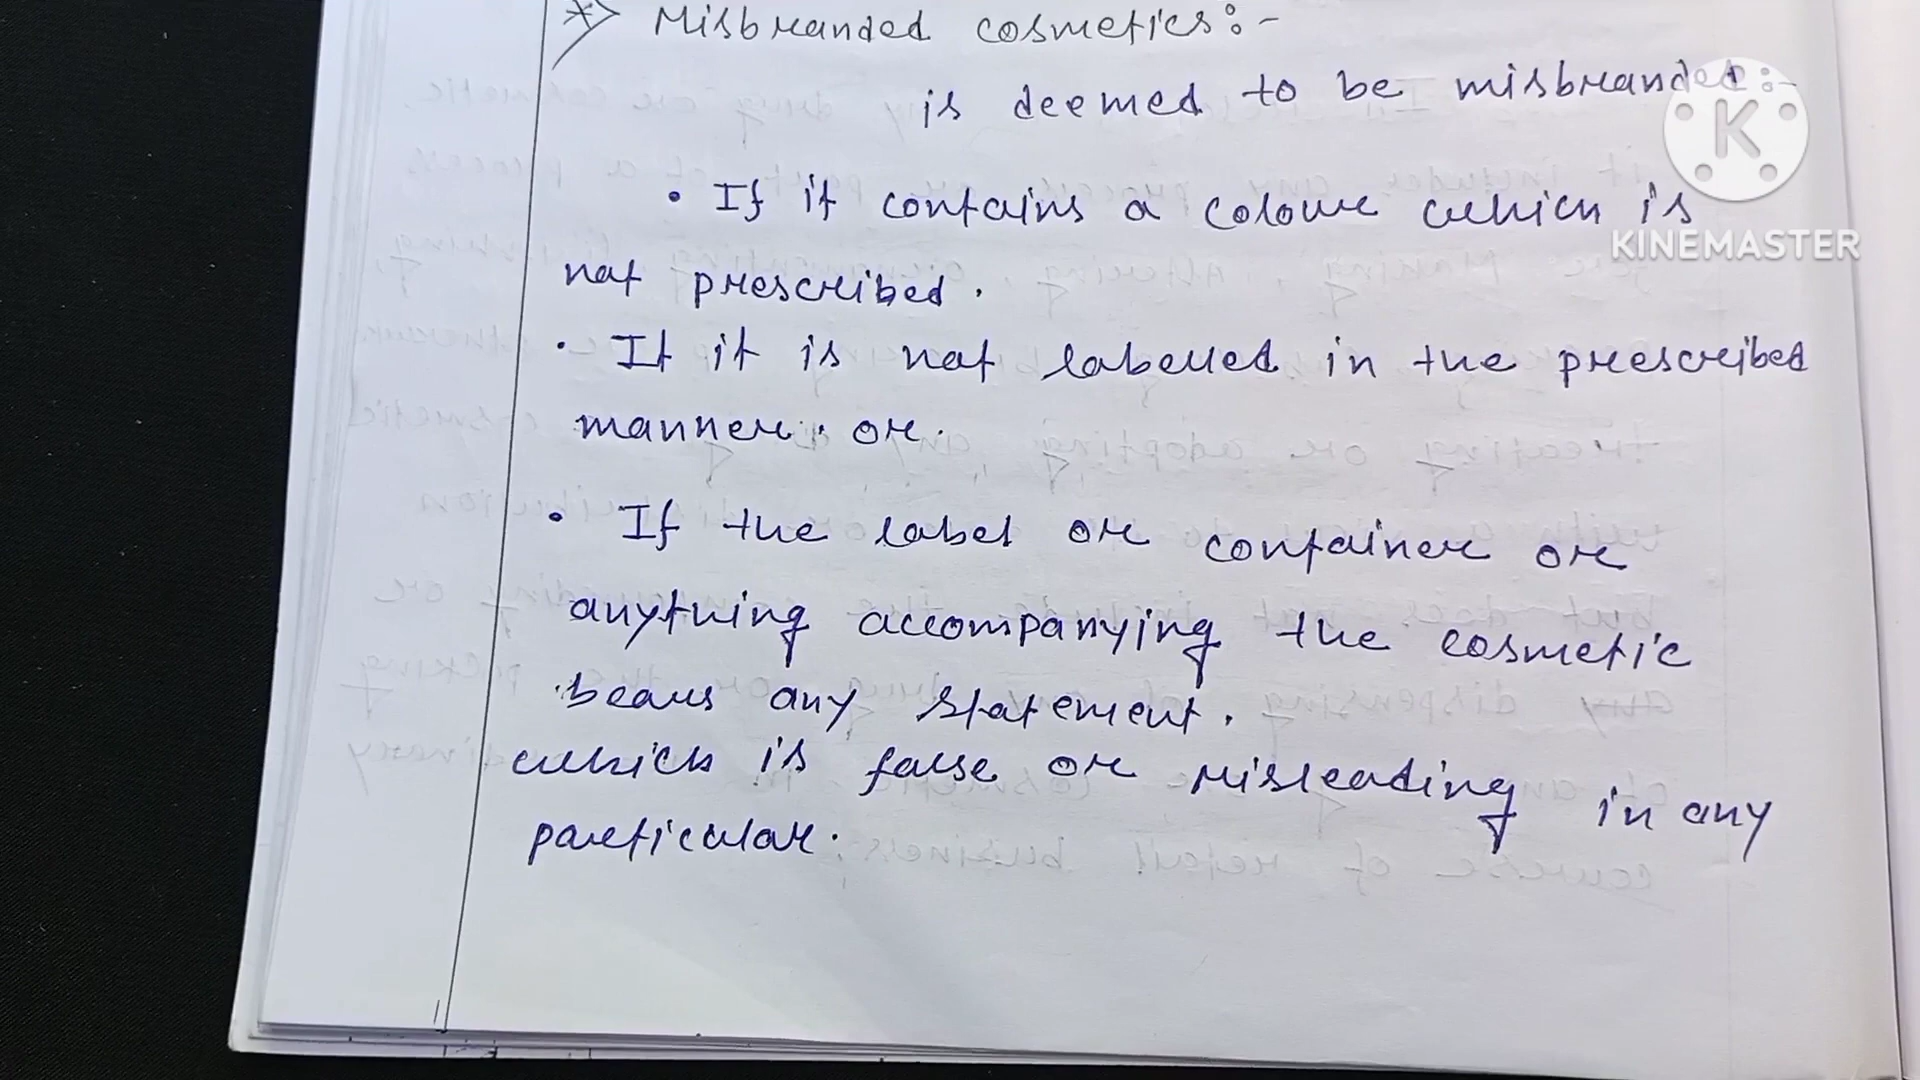 * Misbranded cosmetics:-
is deemed to be misbranded:-
• If it contains a colour which is
not prescribed.
• If it is not labelled in the prescribed
manner. or.
• If the label or container or
anything accompanying the cosmetic
bears any statement.
which is false or misleading in any
particular.
K
KINEMASTER